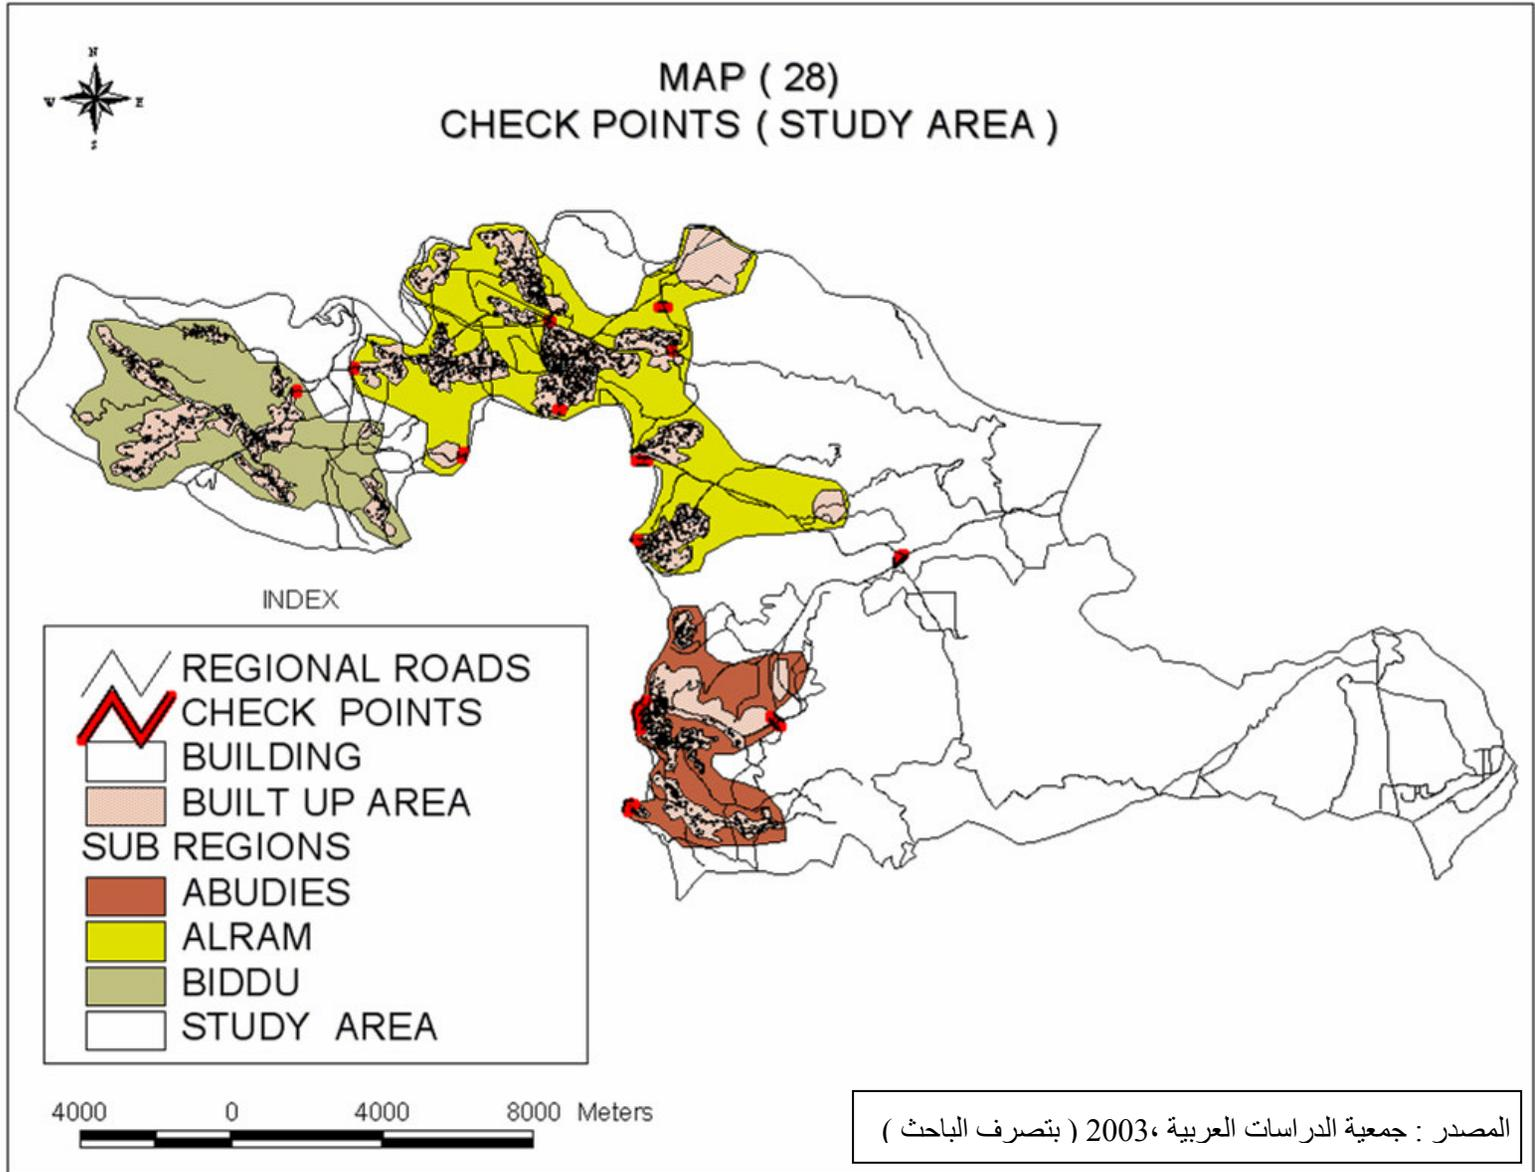 N
W E
S
MAP ( 28)
CHECK POINTS ( STUDY AREA )
3
INDEX
REGIONAL ROADS
CHECK POINTS
BUILDING
BUILT UP AREA
SUB REGIONS
ABUDIES
ALRAM
BIDDU
STUDY AREA
4000 0 4000 8000 Meters
المصدر : جمعية الدراسات العربية ،2003 ( بتصرف الباحث )